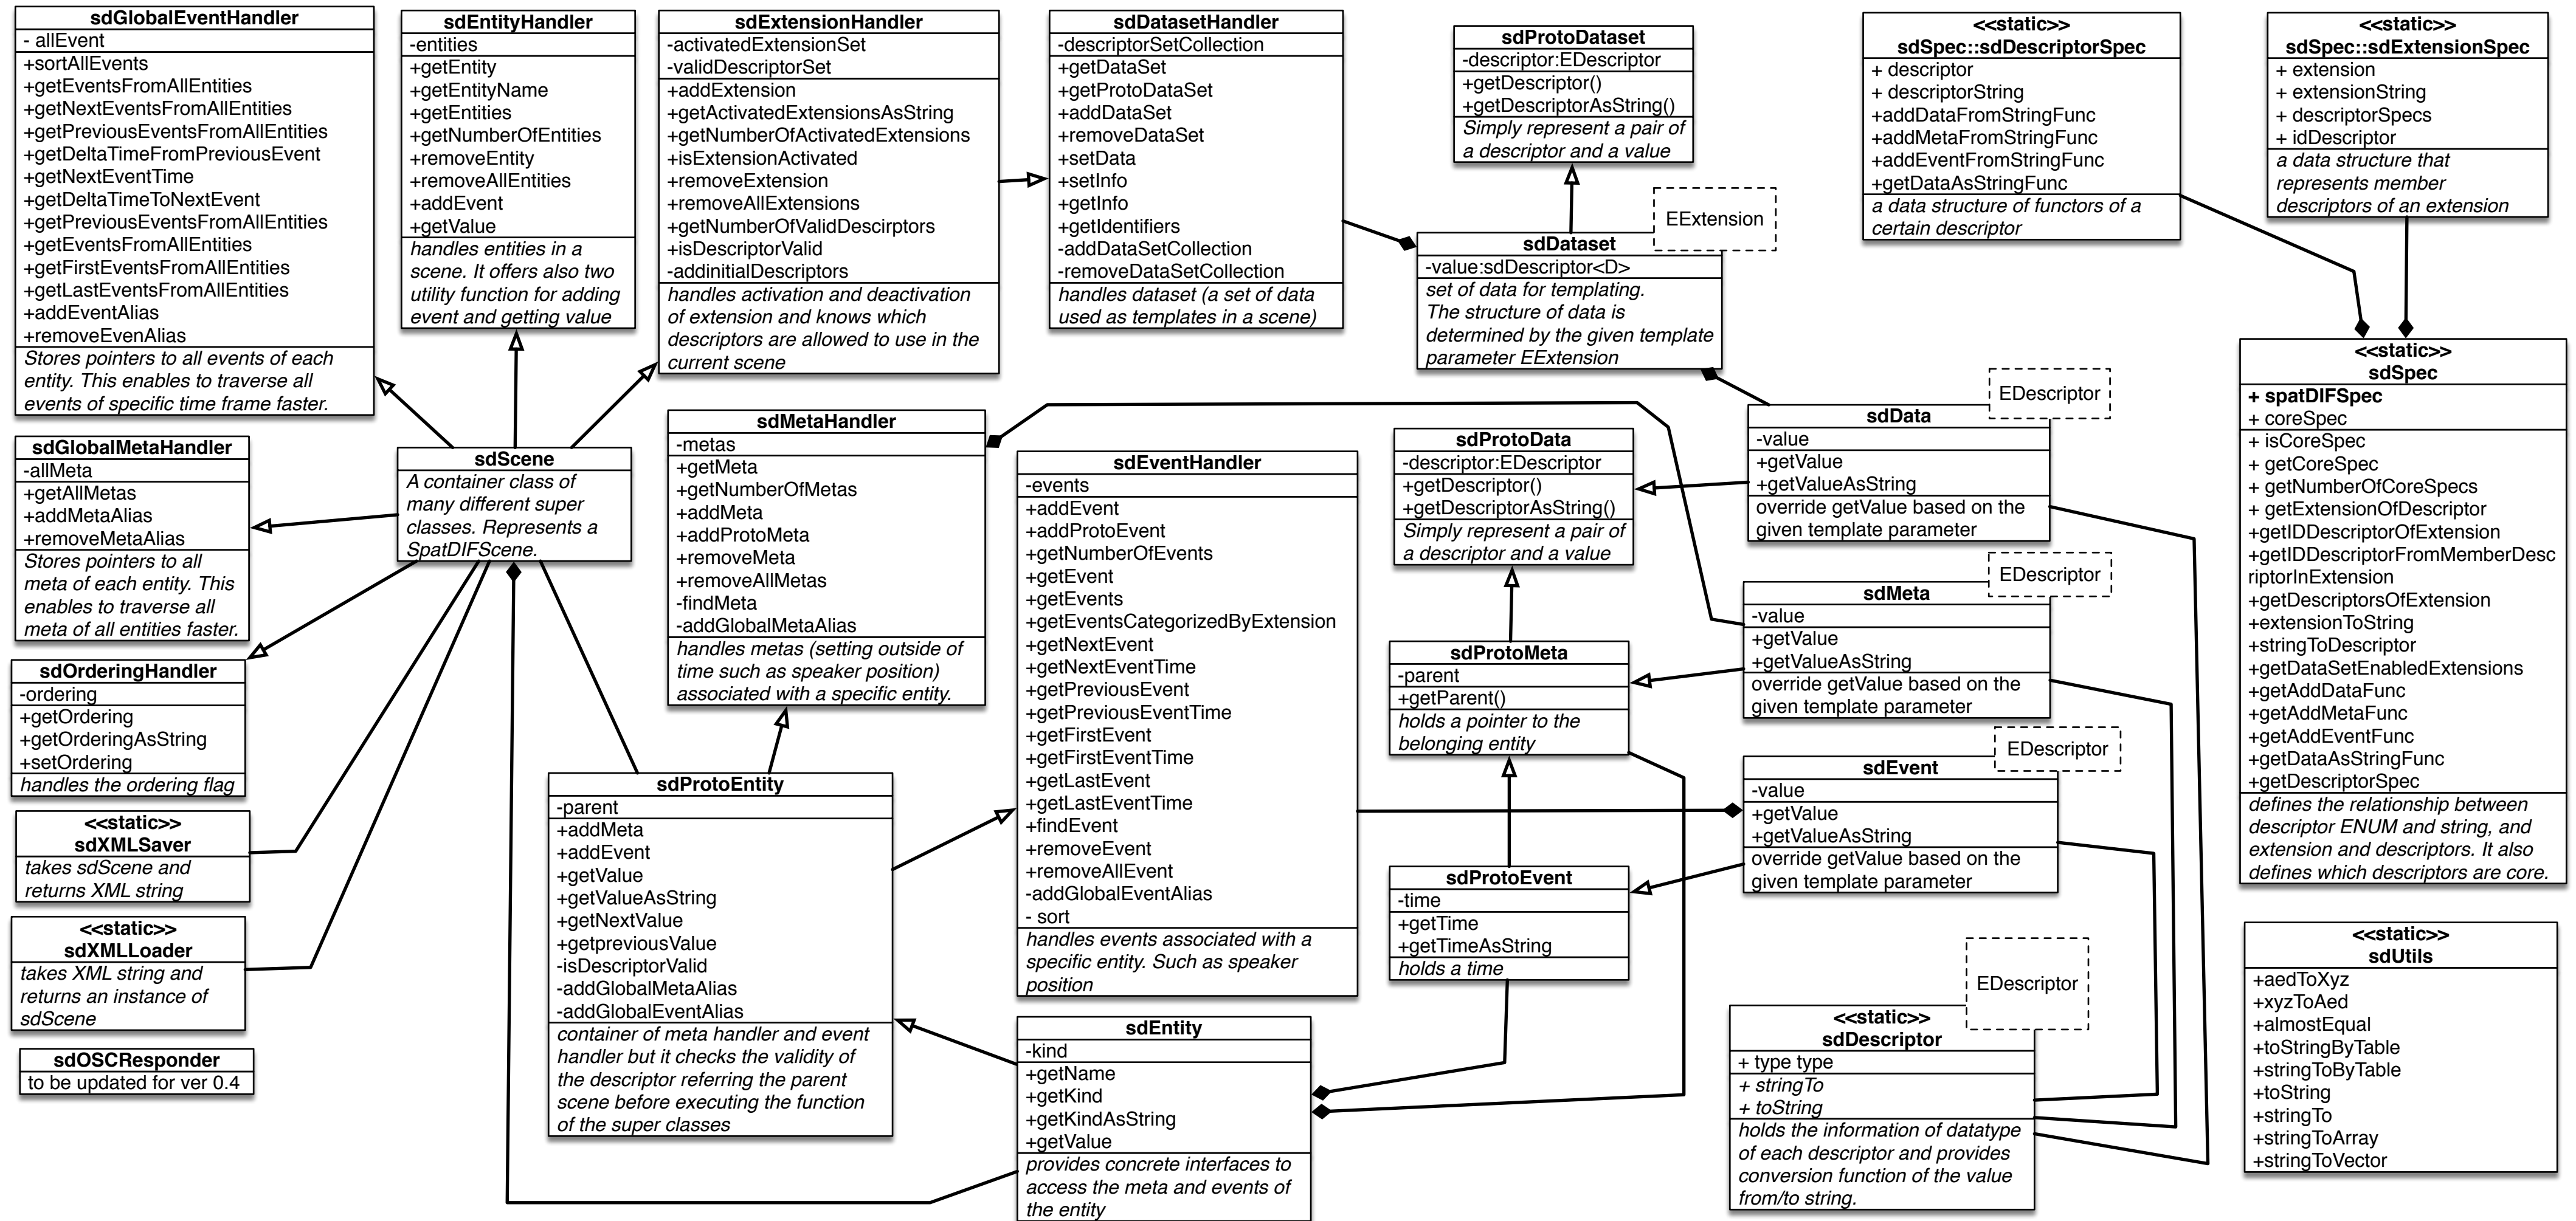 sdGlobalEventHandler
- allEvent
+sortAllEvents
+getEventsFromAllEntities
+getNextEventsFromAllEntities
+getPreviousEventsFromAllEntities
+getDeltaTimeFromPreviousEvent
+getNextEventTime
+getDeltaTimeToNextEvent
+getPreviousEventsFromAllEntities
+getEventsFromAllEntities
+getFirstEventsFromAllEntities
+getLastEventsFromAllEntities
+addEventAlias
+removeEvenAlias
Stores pointers to all events of each
entity. This enables to traverse all
events of specific time frame faster.
sdEntityHandler
-entities
+getEntity
+getEntityName
+getEntities
+getNumberOfEntities
+removeEntity
+removeAllEntities
+addEvent
+getValue
handles entities in a
scene. It offers also two
utility function for adding
event and getting value
sdExtensionHandler
-activatedExtensionSet
-validDescriptorSet
+addExtension
+getActivatedExtensionsAsString
+getNumberOfActivatedExtensions
+isExtensionActivated
+removeExtension
+removeAllExtensions
+getNumberOfValidDescirptors
+isDescriptorValid
-addinitialDescriptors
handles activation and deactivation
of extension and knows which
descriptors are allowed to use in the
current scene
sdDatasetHandler
-descriptorSetCollection
+getDataSet
+getProtoDataSet
+addDataSet
+removeDataSet
+setData
+setInfo
+getInfo
+getIdentifiers
-addDataSetCollection
-removeDataSetCollection
handles dataset (a set of data
used as templates in a scene)
sdProtoDataset
-descriptor:EDescriptor
+getDescriptor()
+getDescriptorAsString()
Simply represent a pair of
a descriptor and a value
EExtension
sdDataset
-value:sdDescriptor<D>
set of data for templating.
The structure of data is
determined by the given template
parameter EExtension
<<static>>
sdSpec::sdDescriptorSpec
+ descriptor
+ descriptorString
+addDataFromStringFunc
+addMetaFromStringFunc
+addEventFromStringFunc
+getDataAsStringFunc
a data structure of functors of a
certain descriptor
<<static>>
sdSpec::sdExtensionSpec
+ extension
+ extensionString
+ descriptorSpecs
+ idDescriptor
a data structure that
represents member
descriptors of an extension
<<static>>
sdSpec
+ spatDIFSpec
+ coreSpec
+ isCoreSpec
+ getCoreSpec
+ getNumberOfCoreSpecs
+ getExtensionOfDescriptor
+getIDDescriptorOfExtension
+getIDDescriptorFromMemberDesc
riptorInExtension
+getDescriptorsOfExtension
+extensionToString
+stringToDescriptor
+getDataSetEnabledExtensions
+getAddDataFunc
+getAddMetaFunc
+getAddEventFunc
+getDataAsStringFunc
+getDescriptorSpec
defines the relationship between
descriptor ENUM and string, and
extension and descriptors. It also
defines which descriptors are core.
sdGlobalMetaHandler
-allMeta
+getAllMetas
+addMetaAlias
+removeMetaAlias
Stores pointers to all
meta of each entity. This
enables to traverse all
meta of all entities faster.
sdScene
A container class of
many different super
classes. Represents a
SpatDIFScene.
sdMetaHandler
-metas
+getMeta
+getNumberOfMetas
+addMeta
+addProtoMeta
+removeMeta
+removeAllMetas
-findMeta
-addGlobalMetaAlias
handles metas (setting outside of
time such as speaker position)
associated with a specific entity.
sdEventHandler
-events
+addEvent
+addProtoEvent
+getNumberOfEvents
+getEvent
+getEvents
+getEventsCategorizedByExtension
+getNextEvent
+getNextEventTime
+getPreviousEvent
+getPreviousEventTime
+getFirstEvent
+getFirstEventTime
+getLastEvent
+getLastEventTime
+findEvent
+removeEvent
+removeAllEvent
-addGlobalEventAlias
- sort
handles events associated with a
specific entity. Such as speaker
position
sdProtoData
-descriptor:EDescriptor
+getDescriptor()
+getDescriptorAsString()
Simply represent a pair of
a descriptor and a value
EDescriptor
sdData
-value
+getValue
+getValueAsString
override getValue based on the
given template parameter
EDescriptor
sdMeta
-value
+getValue
+getValueAsString
override getValue based on the
given template parameter
sdProtoMeta
-parent
+getParent()
holds a pointer to the
belonging entity
EDescriptor
sdEvent
-value
+getValue
+getValueAsString
override getValue based on the
given template parameter
sdProtoEvent
-time
+getTime
+getTimeAsString
holds a time
sdOrderingHandler
-ordering
+getOrdering
+getOrderingAsString
+setOrdering
handles the ordering flag
<<static>>
sdXMLSaver
takes sdScene and
returns XML string
<<static>>
sdXMLLoader
takes XML string and
returns an instance of
sdScene
sdOSCResponder
to be updated for ver 0.4
sdProtoEntity
-parent
+addMeta
+addEvent
+getValue
+getValueAsString
+getNextValue
+getpreviousValue
-isDescriptorValid
-addGlobalMetaAlias
-addGlobalEventAlias
container of meta handler and event
handler but it checks the validity of
the descriptor referring the parent
scene before executing the function
of the super classes
sdEntity
-kind
+getName
+getKind
+getKindAsString
+getValue
provides concrete interfaces to
access the meta and events of
the entity
EDescriptor
<<static>>
sdDescriptor
+ type type
+ stringTo
+ toString
holds the information of datatype
of each descriptor and provides
conversion function of the value
from/to string.
<<static>>
sdUtils
+aedToXyz
+xyzToAed
+almostEqual
+toStringByTable
+stringToByTable
+toString
+stringTo
+stringToArray
+stringToVector